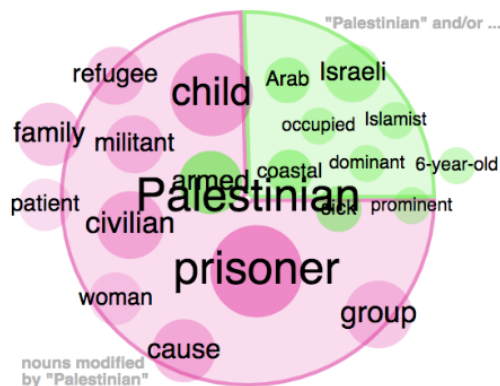 "Palestinian" and/or ...
refugee
child
Arab
Israeli
family
militant
occupied
Islamist
armed
coastal
dominant
6-year-old
patient
Palestinian
civilian
sick
prominent
prisoner
woman
group
cause
nouns modified
by "Palestinian"